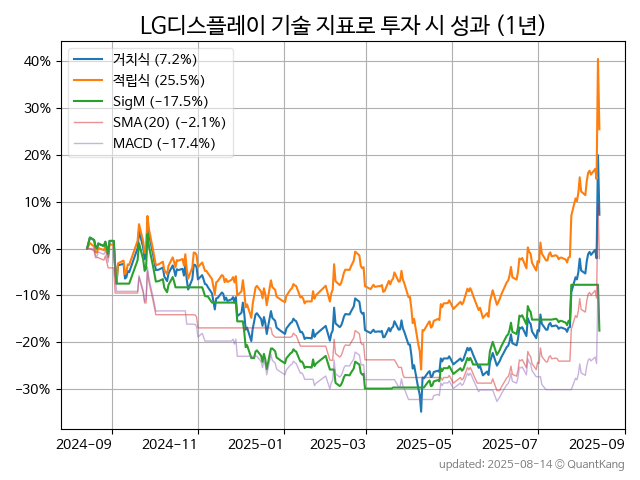 LG디스플레이 기술 지표로 투자 시 성과 (1년)
거치식 (7.2%)
적립식 (25.5%)
SigM (−17.5%)
SMA(20) (−2.1%)
MACD (−17.4%)
40%
30%
20%
10%
0%
−10%
−20%
−30%
2024-09 2024-11 2025-01 2025-03 2025-05 2025-07 2025-09
updated: 2025-08-14 © QuantKang